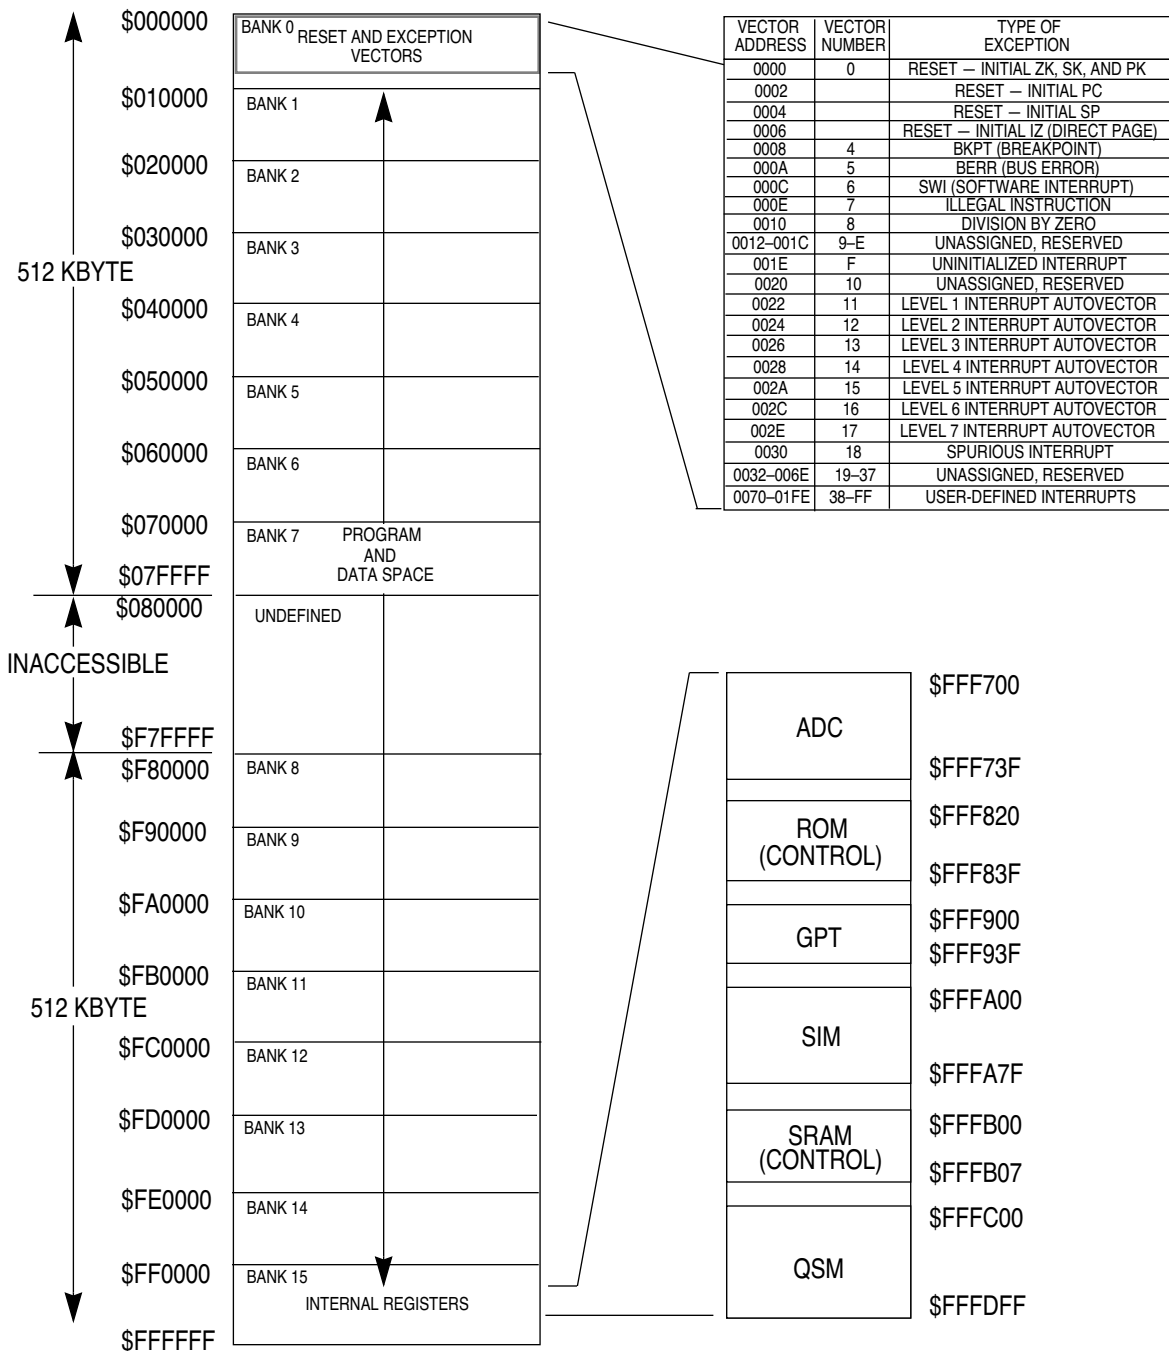 $000000
$010000
$020000
$030000
512 KBYTE
$040000
$050000
$060000
$070000
$07FFFF
$080000
INACCESSIBLE
$F7FFFF
$F80000
$F90000
$FA0000
$FB0000
512 KBYTE
$FC0000
$FD0000
$FE0000
$FF0000
$FFFFFF
BANK 0
RESET AND EXCEPTION
VECTORS
BANK 1
BANK 2
BANK 3
BANK 4
BANK 5
BANK 6
BANK 7 PROGRAM
AND
DATA SPACE
UNDEFINED
BANK 8
BANK 9
BANK 10
BANK 11
BANK 12
BANK 13
BANK 14
BANK 15
INTERNAL REGISTERS
VECTOR ADDRESS VECTOR NUMBER TYPE OF EXCEPTION
0000 0 RESET — INITIAL ZK, SK, AND PK
0002 RESET — INITIAL PC
0004 RESET — INITIAL SP
0006 RESET — INITIAL IZ (DIRECT PAGE)
0008 4 BKPT (BREAKPOINT)
000A 5 BERR (BUS ERROR)
000C 6 SWI (SOFTWARE INTERRUPT)
000E 7 ILLEGAL INSTRUCTION
0010 8 DIVISION BY ZERO
0012–001C 9–E UNASSIGNED, RESERVED
001E F UNINITIALIZED INTERRUPT
0020 10 UNASSIGNED, RESERVED
0022 11 LEVEL 1 INTERRUPT AUTOVECTOR
0024 12 LEVEL 2 INTERRUPT AUTOVECTOR
0026 13 LEVEL 3 INTERRUPT AUTOVECTOR
0028 14 LEVEL 4 INTERRUPT AUTOVECTOR
002A 15 LEVEL 5 INTERRUPT AUTOVECTOR
002C 16 LEVEL 6 INTERRUPT AUTOVECTOR
002E 17 LEVEL 7 INTERRUPT AUTOVECTOR
0030 18 SPURIOUS INTERRUPT
0032–006E 19–37 UNASSIGNED, RESERVED
0070–01FE 38–FF USER-DEFINED INTERRUPTS
$FFF700
ADC
$FFF73F
$FFF820
ROM
(CONTROL)
$FFF83F
$FFF900
GPT
$FFF93F
$FFFA00
SIM
$FFFA7F
$FFFB00
SRAM
(CONTROL)
$FFFB07
$FFFC00
QSM
$FFFDFF